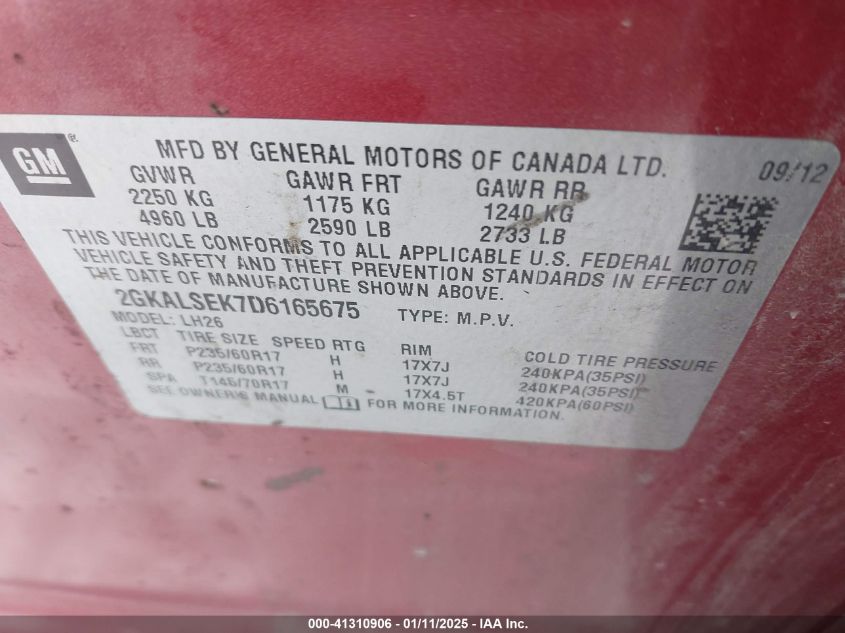 GM®
MFD BY GENERAL MOTORS OF CANADA LTD.
09/12
GVWR GAWR FRT GAWR RR
2250 KG 1175 KG 1240 KG
4960 LB 2590 LB 2733 LB
THIS VEHICLE CONFORMS TO ALL APPLICABLE U.S. FEDERAL MOTOR
VEHICLE SAFETY AND THEFT PREVENTION STANDARDS IN EFFECT ON
THE DATE OF MANUFACTURE SHOWN ABOVE.
2GKALSEK7D6165675 TYPE: M.P.V.
MODEL: LH26
LBCT TIRE SIZE SPEED RTG RIM COLD TIRE PRESSURE
FRT P235/60R17 H 17X7J 240KPA(35PSI)
RR P235/60R17 H 17X7J 240KPA(35PSI)
SPA T145/70R17 M 17X4.5T 420KPA(60PSI)
SEE OWNER'S MANUAL FOR MORE INFORMATION.
000-41310906 - 01/11/2025 - IAA Inc.